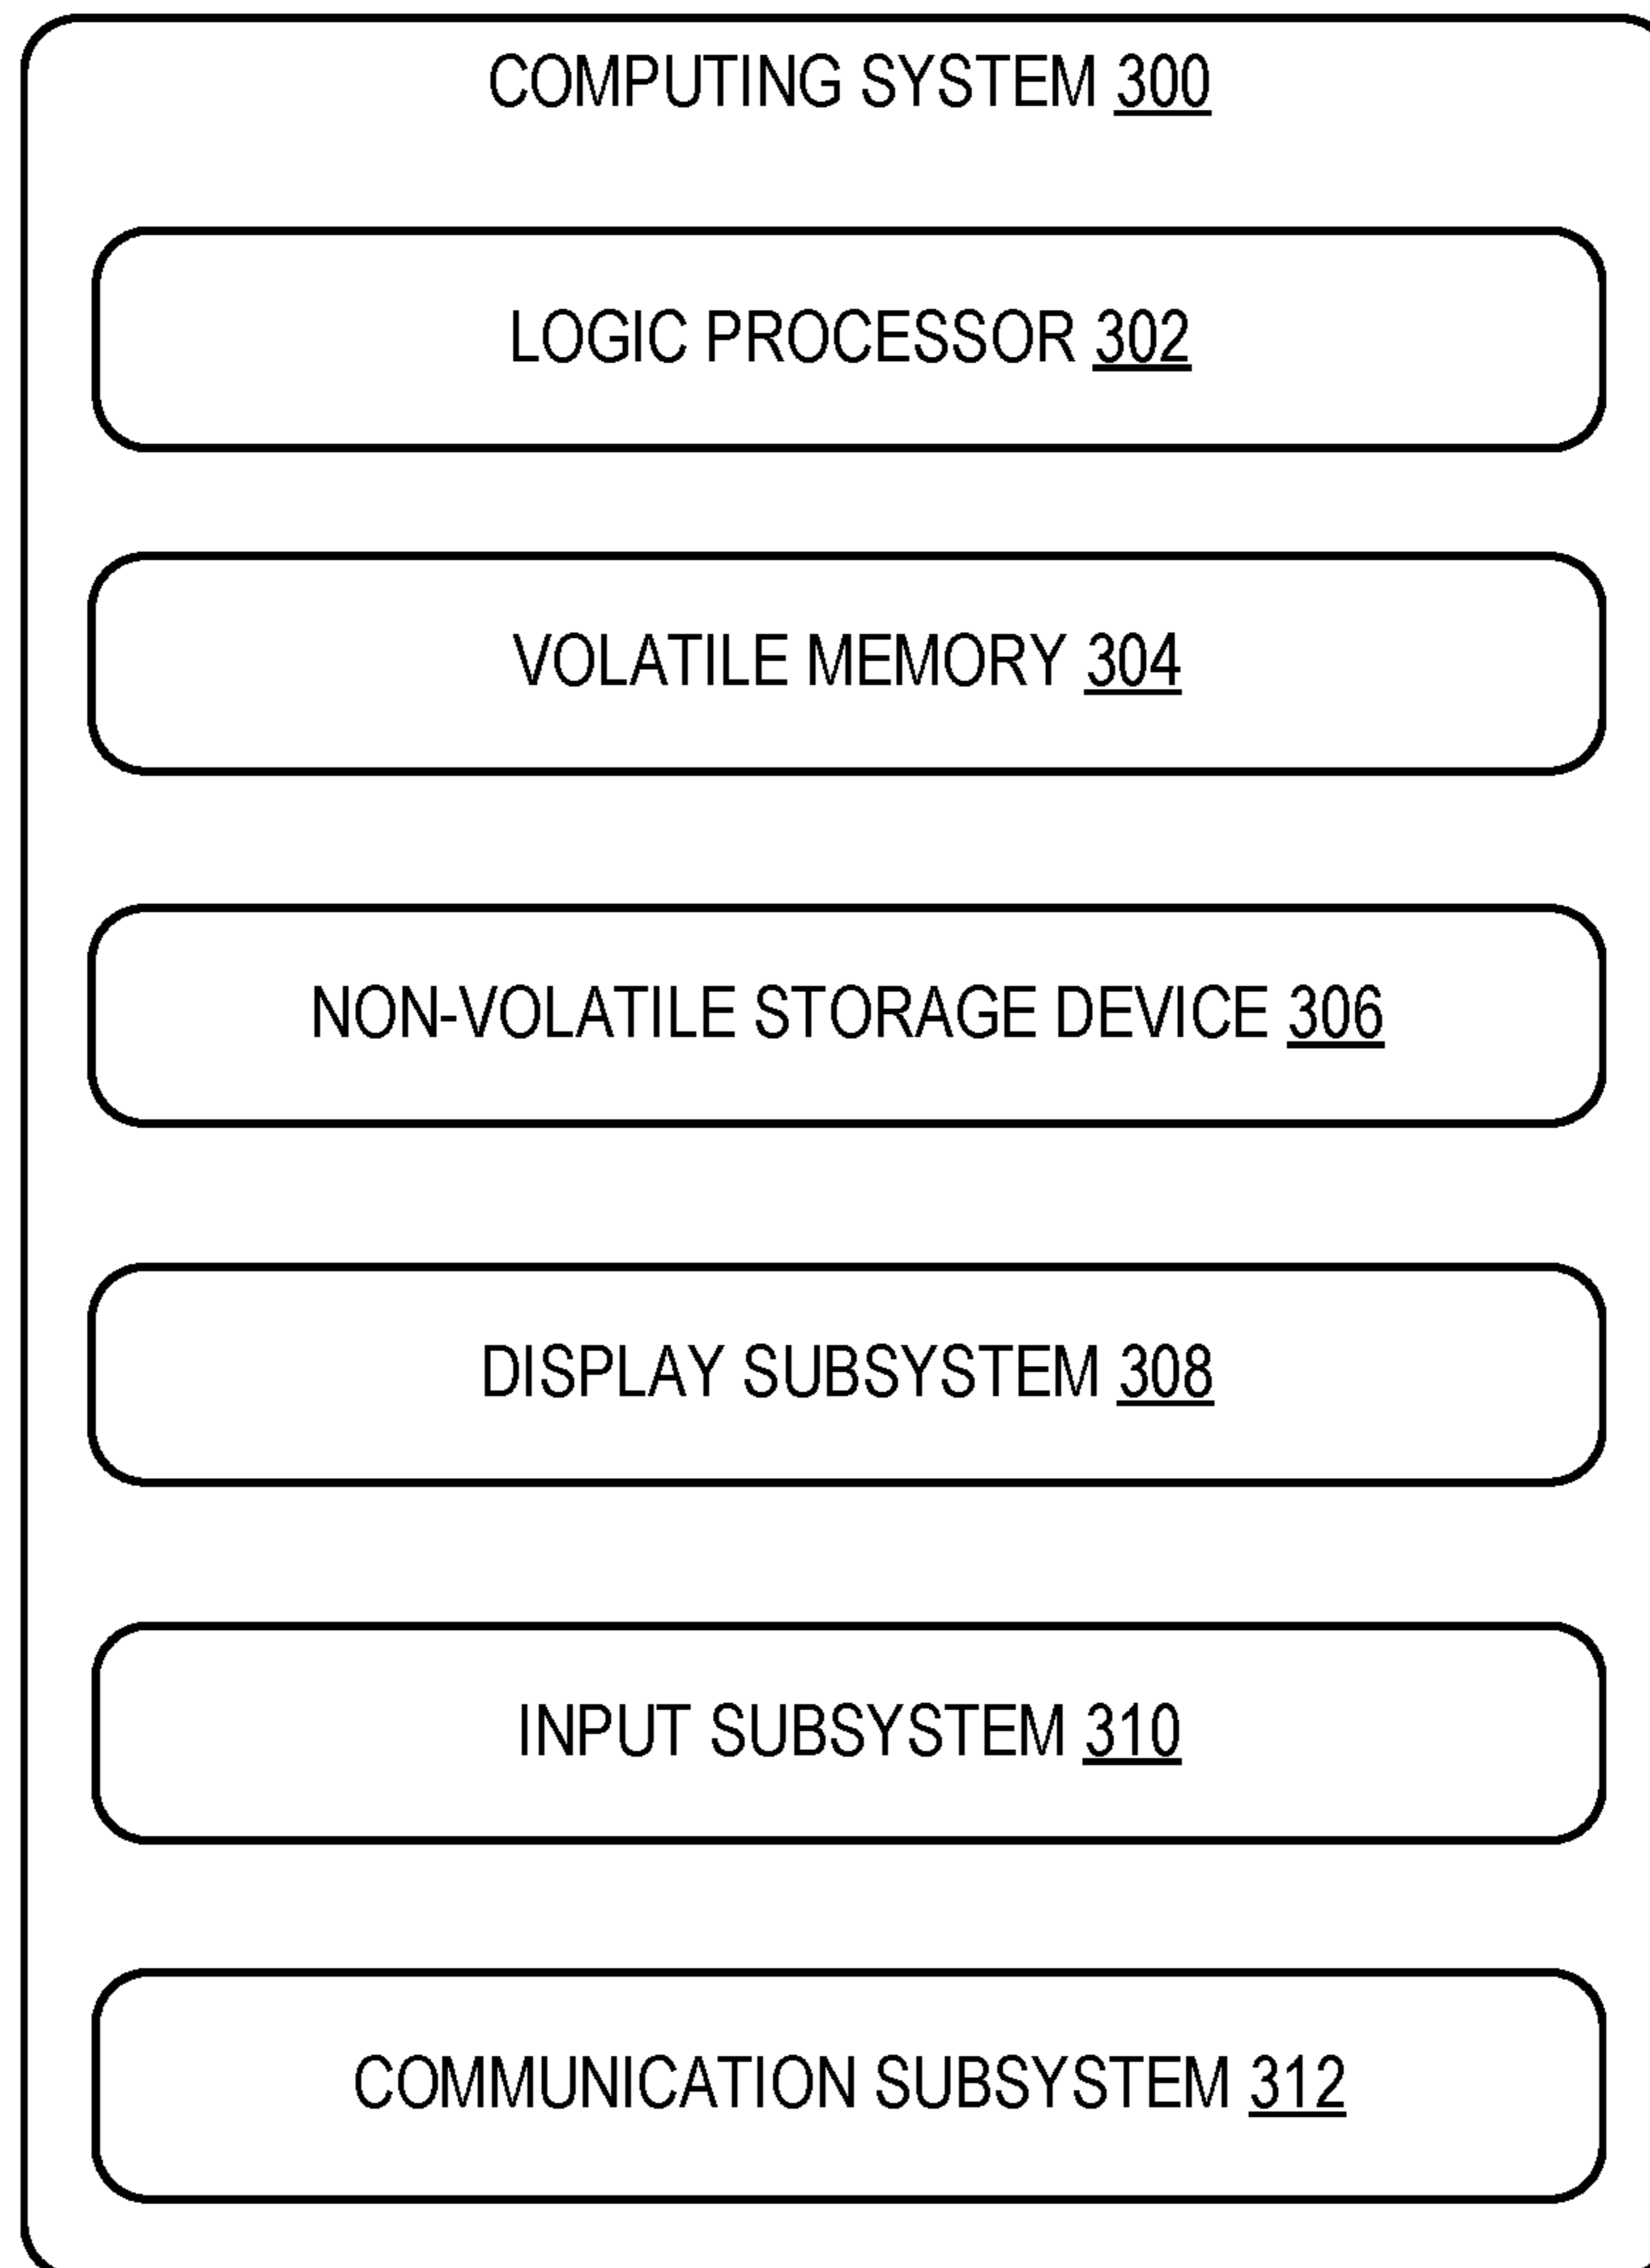 COMPUTING SYSTEM 300
LOGIC PROCESSOR 302
VOLATILE MEMORY 304
NON-VOLATILE STORAGE DEVICE 306
DISPLAY SUBSYSTEM 308
INPUT SUBSYSTEM 310
COMMUNICATION SUBSYSTEM 312